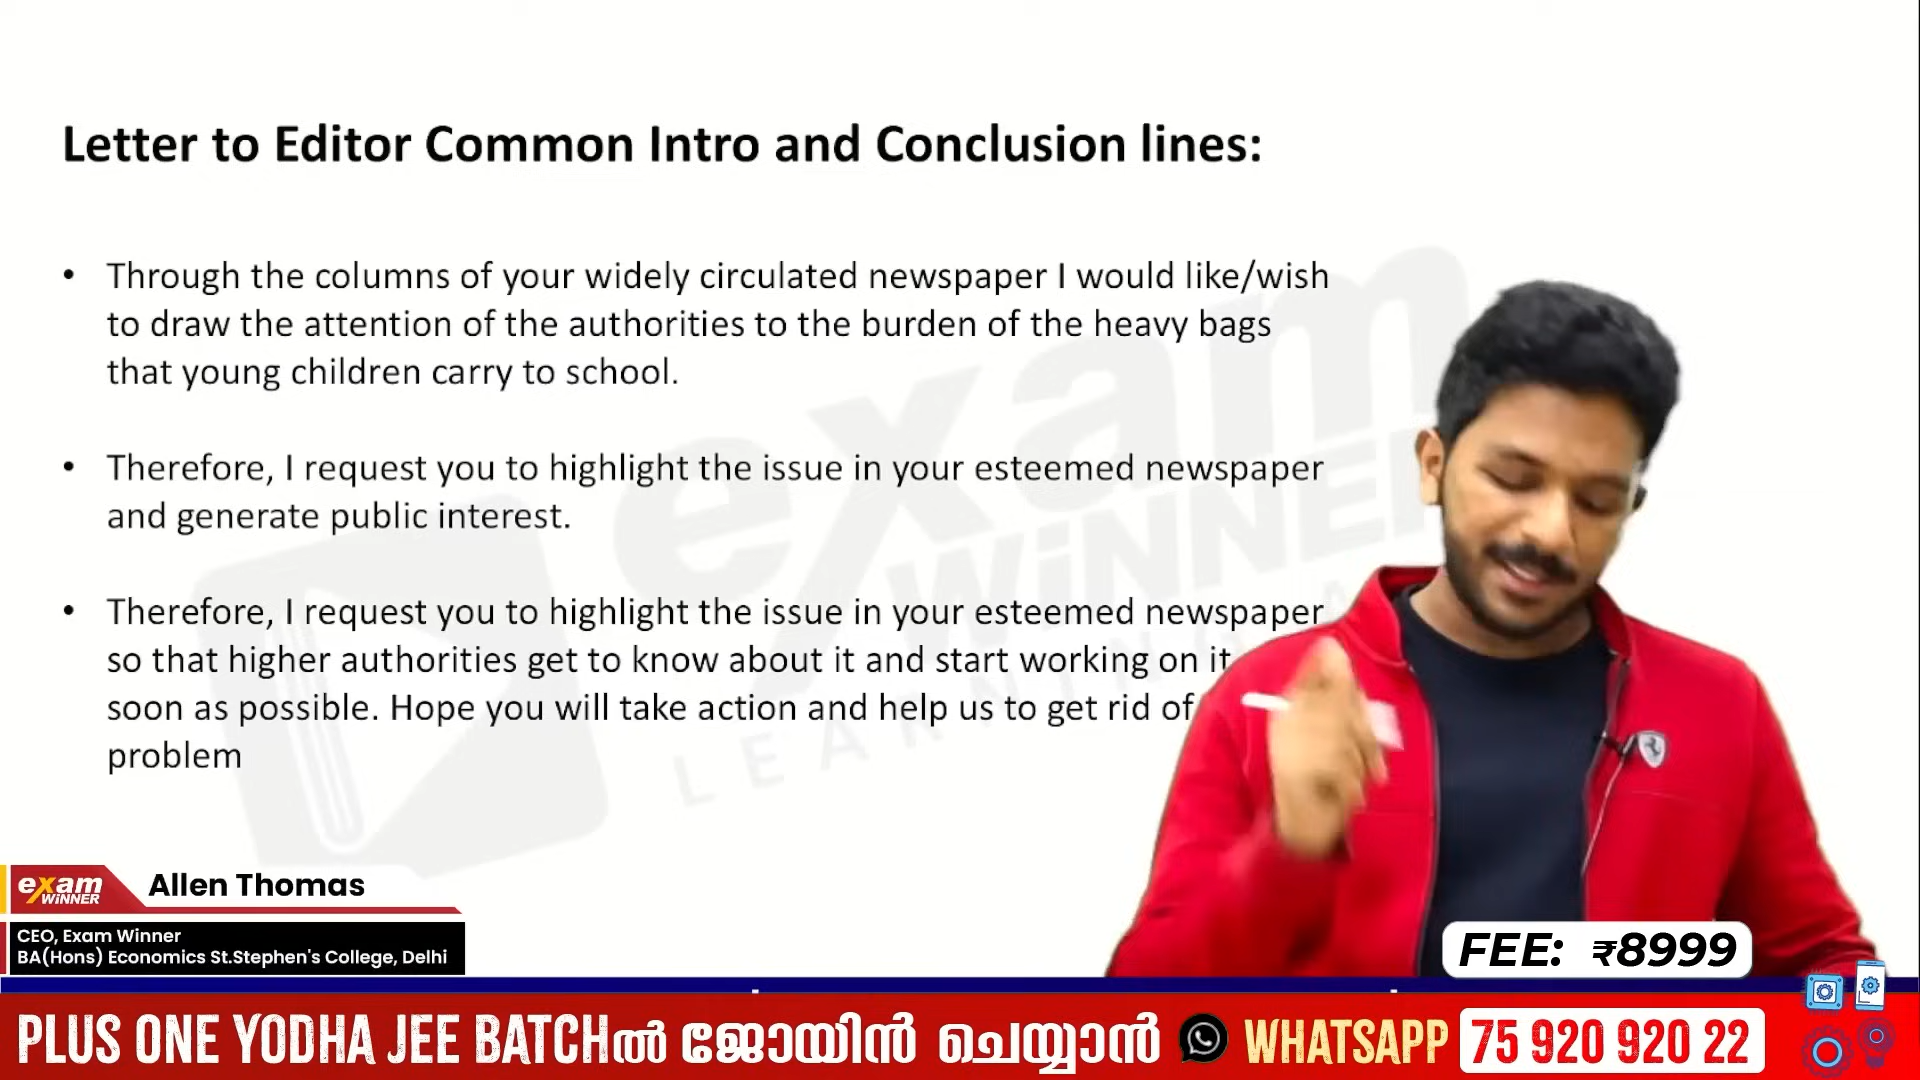 Letter to Editor Common Intro and Conclusion lines:
• Through the columns of your widely circulated newspaper I would like/wish
to draw the attention of the authorities to the burden of the heavy bags
that young children carry to school.
• Therefore, I request you to highlight the issue in your esteemed newspaper
and generate public interest.
• Therefore, I request you to highlight the issue in your esteemed newspaper
so that higher authorities get to know about it and start working on it
soon as possible. Hope you will take action and help us to get rid of
problem
exam
WiNNER
LEARNING
exam
WiNNER
Allen Thomas
CEO, Exam Winner
BA(Hons) Economics St.Stephen's College, Delhi
FEE: ₹8999
PLUS ONE YODHA JEE BATCHൽ ജോയിൻ ചെയ്യാൻ WHATSAPP 75 920 920 22